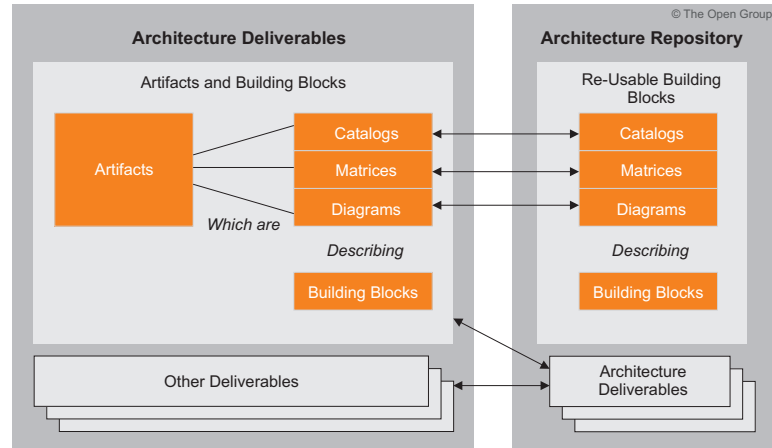 © The Open Group
Architecture Deliverables
Architecture Repository
Artifacts and Building Blocks
Re-Usable Building
Blocks
Artifacts
Catalogs
Matrices
Diagrams
Which are
Describing
Building Blocks
Catalogs
Matrices
Diagrams
Describing
Building Blocks
Other Deliverables
Architecture
Deliverables